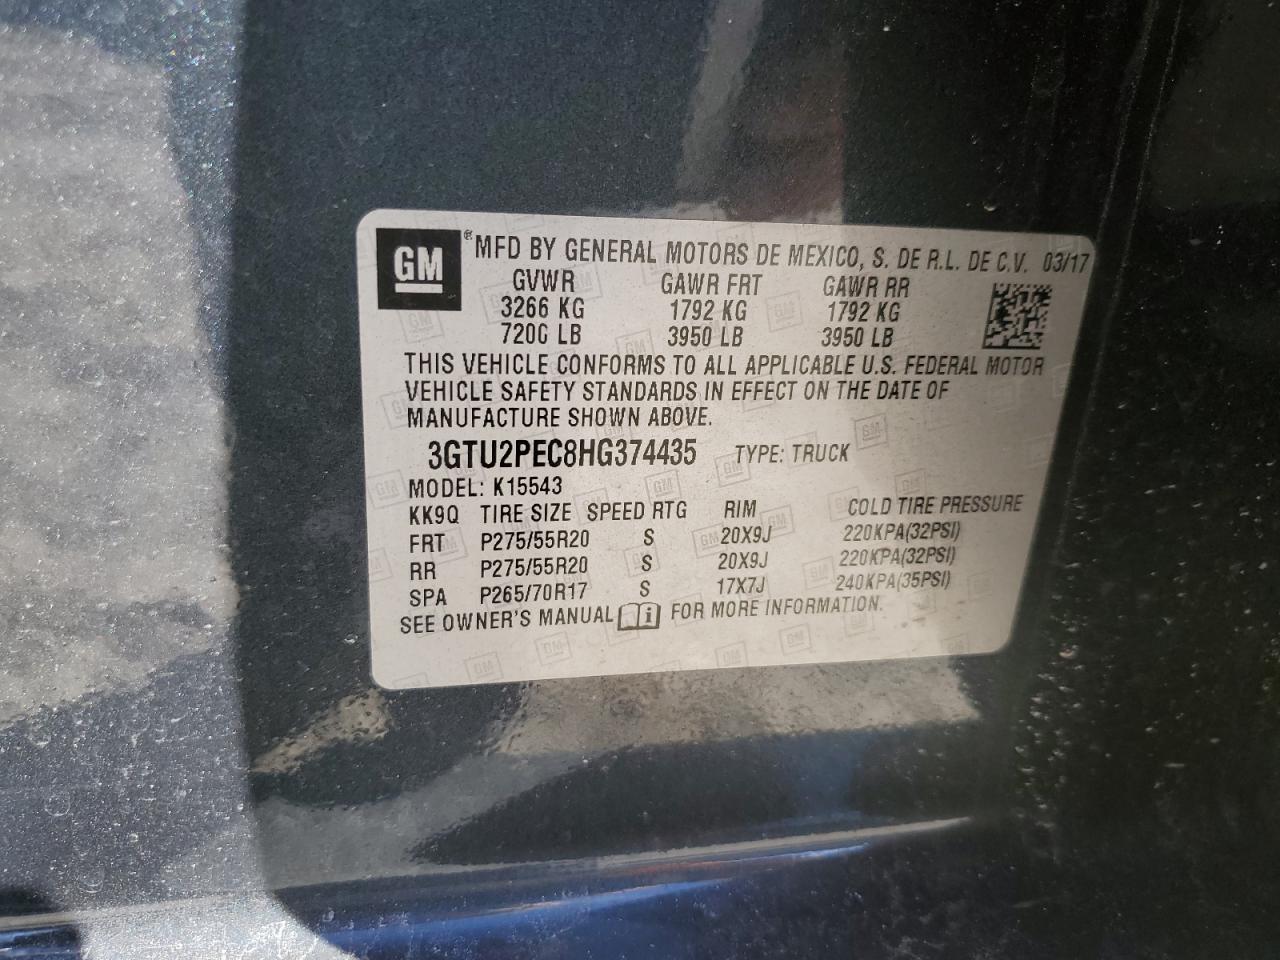 GM ® MFD BY GENERAL MOTORS DE MEXICO, S. DE R.L. DE C.V. 03/17
GVWR GAWR FRT GAWR RR
3266 KG 1792 KG 1792 KG
7200 LB 3950 LB 3950 LB
THIS VEHICLE CONFORMS TO ALL APPLICABLE U.S. FEDERAL MOTOR
VEHICLE SAFETY STANDARDS IN EFFECT ON THE DATE OF
MANUFACTURE SHOWN ABOVE.
3GTU2PEC8HG374435 TYPE: TRUCK
MODEL: K15543
KK9Q TIRE SIZE SPEED RTG RIM COLD TIRE PRESSURE
FRT P275/55R20 S 20X9J 220KPA(32PSI)
RR P275/55R20 S 20X9J 220KPA(32PSI)
SPA P265/70R17 S 17X7J 240KPA(35PSI)
SEE OWNER'S MANUAL i FOR MORE INFORMATION.